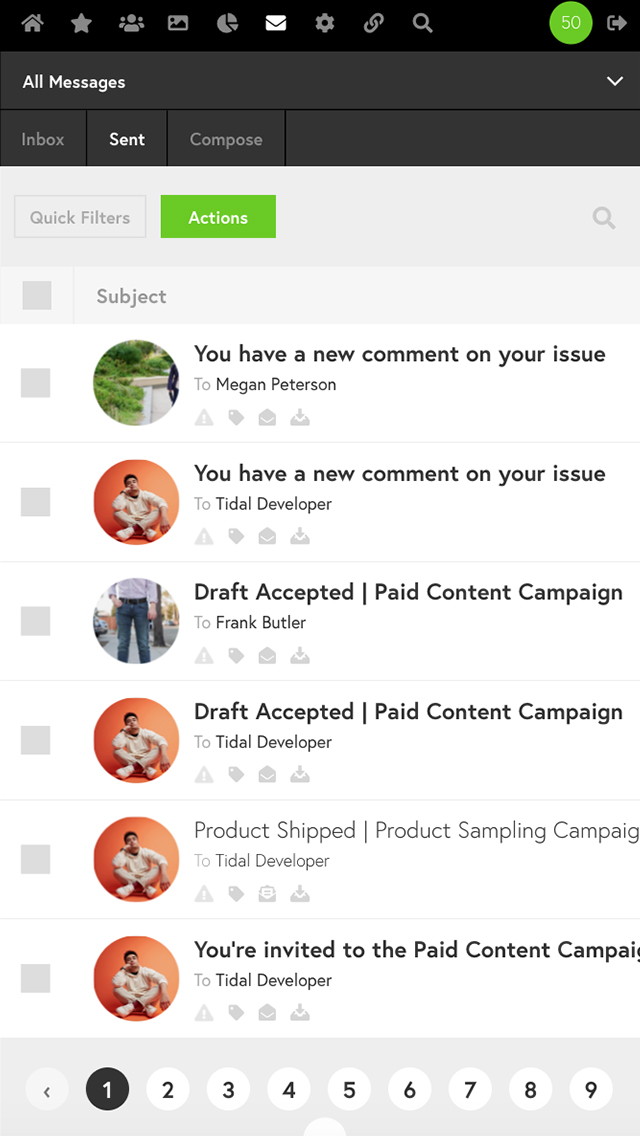 50
All Messages
Inbox Sent Compose
Quick Filters Actions
Subject
You have a new comment on your issue
To Megan Peterson
You have a new comment on your issue
To Tidal Developer
Draft Accepted | Paid Content Campaign
To Frank Butler
Draft Accepted | Paid Content Campaign
To Tidal Developer
Product Shipped | Product Sampling Campaig
To Tidal Developer
You're invited to the Paid Content Campaig
To Tidal Developer
‹ 1 2 3 4 5 6 7 8 9